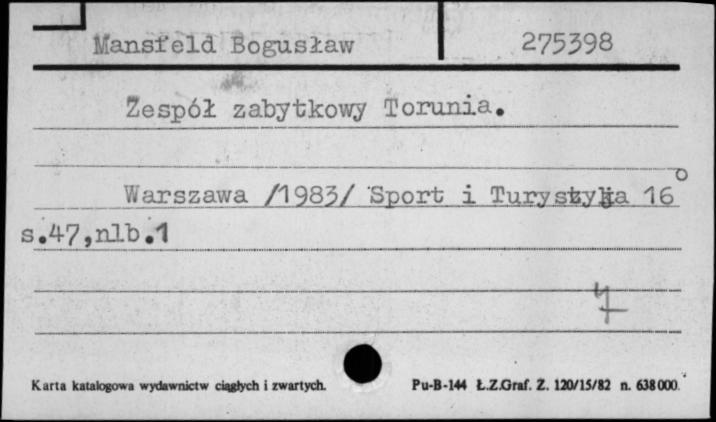 Mansfeld Bogusław 275398
Zespół zabytkowy Torunia.
Warszawa /1983/ Sport i Turystyka 16°
s.47,nlb.1
Karta katalogowa wydawnictw ciągłych i zwartych. Pu-B-144 Ł.Z.Graf. Z. 120/15/82 n. 638000.